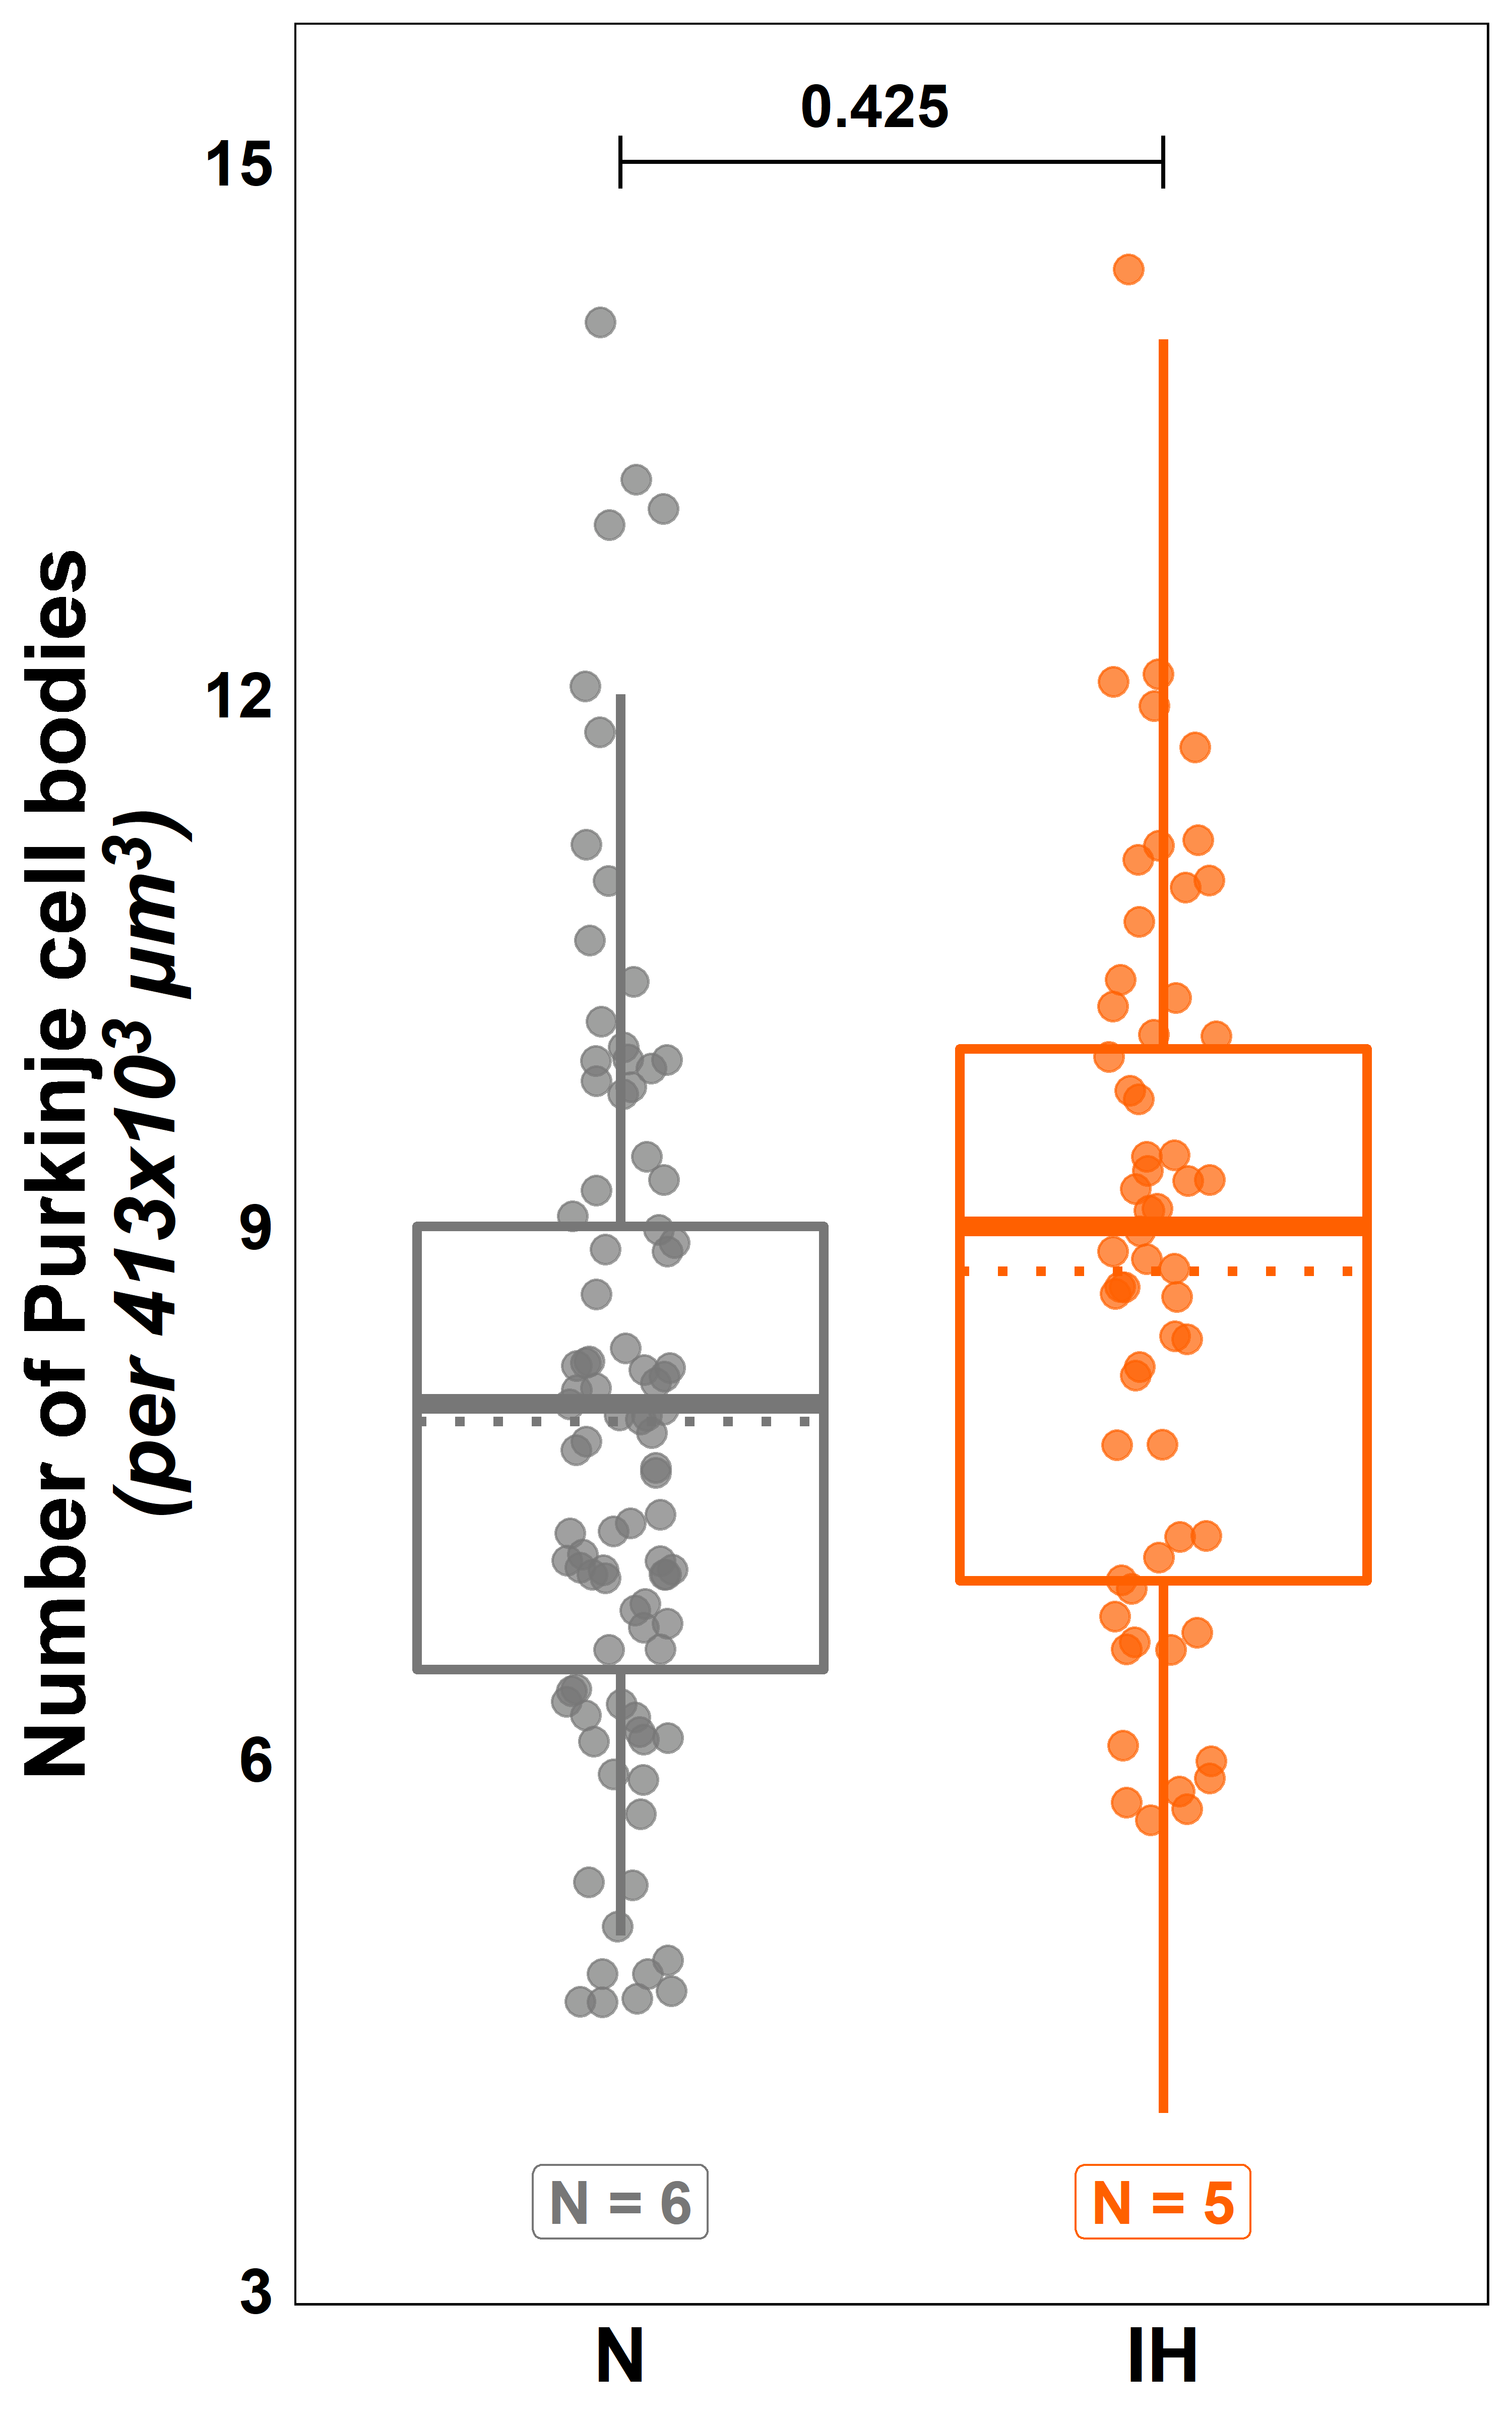 0.425
15
12
9
6
3
Number of Purkinje cell bodies
(per 413x10³ µm³)
N = 6
N = 5
N
IH